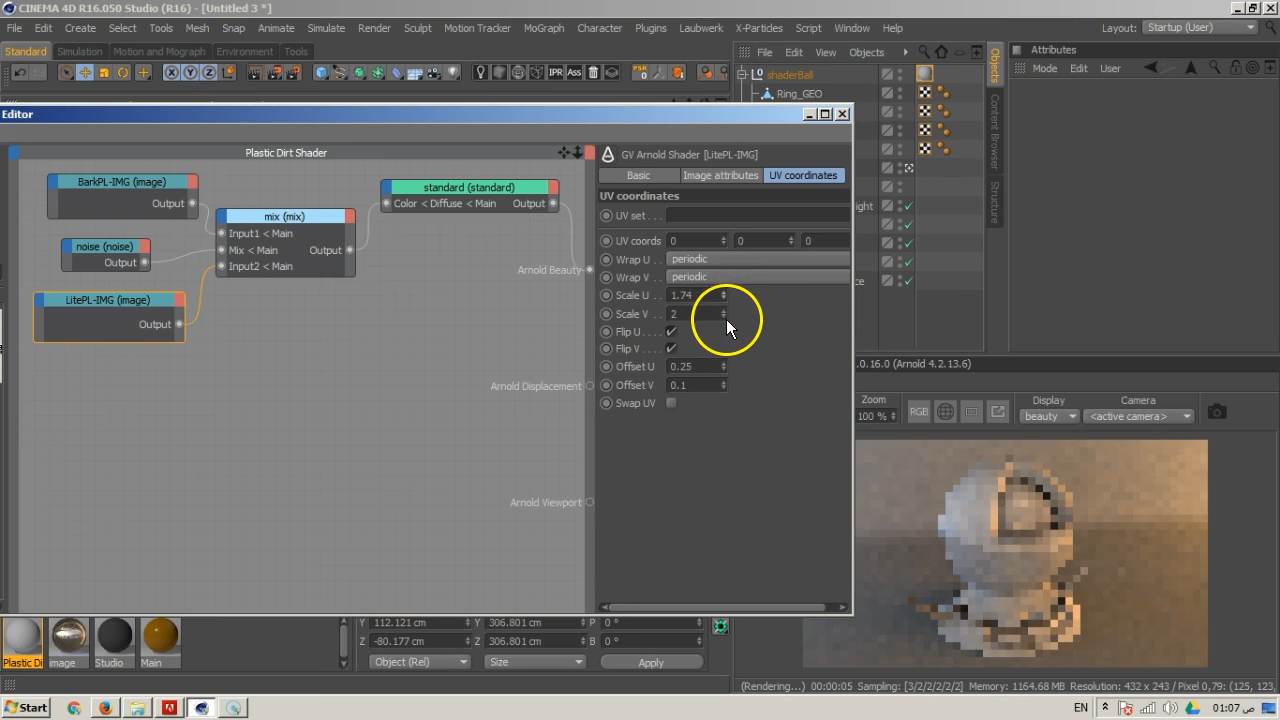 CINEMA 4D R16.050 Studio (R16) - [Untitled 3 *]
File Edit Create Select Tools Mesh Snap Animate Simulate Render Sculpt Motion Tracker MoGraph Character Plugins Laubwerk X-Particles Script Window Help Layout: Startup (User)
Standard Simulation Motion and Mograph Environment Tools
File Edit View Objects
Attributes
Mode Edit User
X Y Z IPR Ass PSR
shaderBall
Ring_GEO
Objects
Content Browser
Structure
Editor
Plastic Dirt Shader
GV Arnold Shader [LitePL-IMG]
Basic Image attributes UV coordinates
UV coordinates
UV set . . .
UV coords 0 0 0
Wrap U . . periodic
Wrap V . . periodic
Scale U . . 1.74
Scale V . . 2
Flip U . . . .
Flip V . . . .
Offset U 0.25
Offset V 0.1
Swap UV
BarkPL-IMG (image)
Output
noise (noise)
Output
LitePL-IMG (image)
Output
mix (mix)
Input1 < Main
Mix < Main Output
Input2 < Main
standard (standard)
Color < Diffuse < Main Output
Arnold Beauty
Arnold Displacement
Arnold Viewport
.0.16.0 (Arnold 4.2.13.6)
Zoom Display Camera
100 % RGB beauty <active camera>
Y 112.121 cm Y 306.801 cm P 0 °
Z -80.177 cm Z 306.801 cm B 0 °
Object (Rel) Size Apply
Plastic Di image Studio Main
(Rendering...) 00:00:05 Sampling: [3/2/2/2/2] Memory: 1164.68 MB Resolution: 432 x 243 / Pixel 0,79: (125, 123,
Start EN 01:07 ص